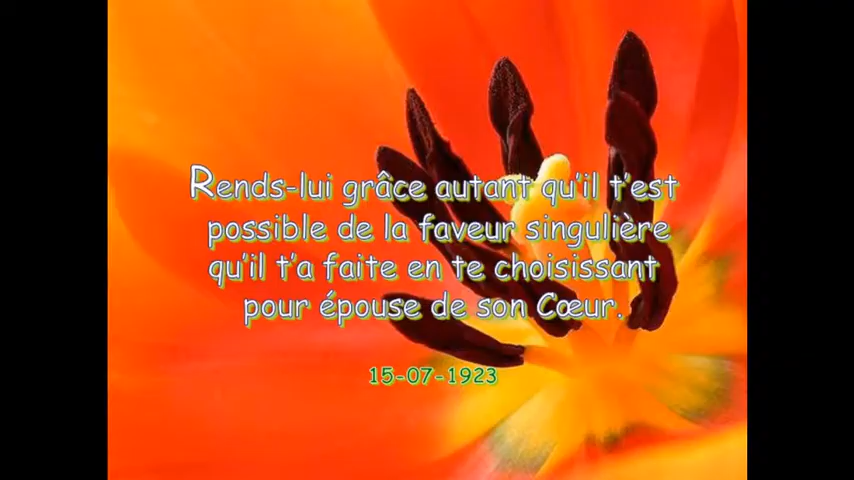 Rends-lui grâce autant qu'il t'est
possible de la faveur singulière
qu'il t'a faite en te choisissant
pour épouse de son Cœur.
15-07-1923